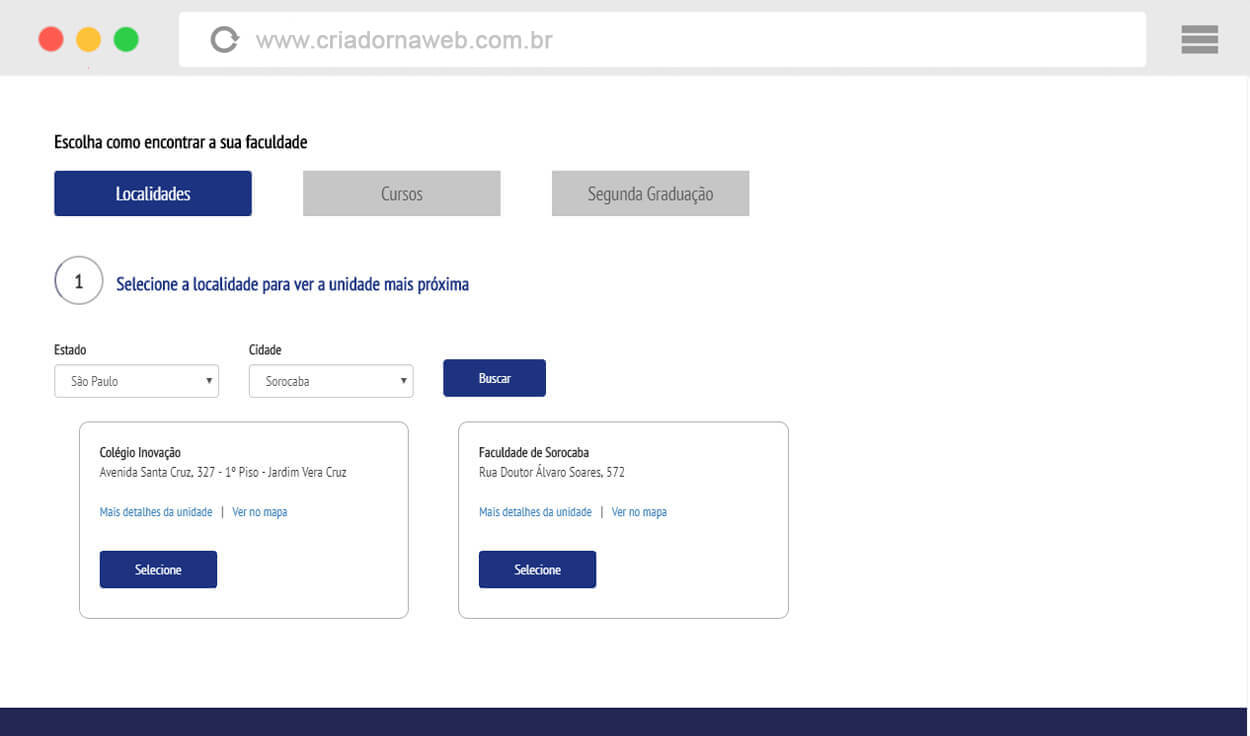 www.criadornaweb.com.br
Escolha como encontrar a sua faculdade
Localidades Cursos Segunda Graduação
1 Selecione a localidade para ver a unidade mais próxima
Estado Cidade
São Paulo Sorocaba Buscar
Colégio Inovação
Avenida Santa Cruz, 327 - 1º Piso - Jardim Vera Cruz
Mais detalhes da unidade | Ver no mapa
Selecione
Faculdade de Sorocaba
Rua Doutor Álvaro Soares, 572
Mais detalhes da unidade | Ver no mapa
Selecione